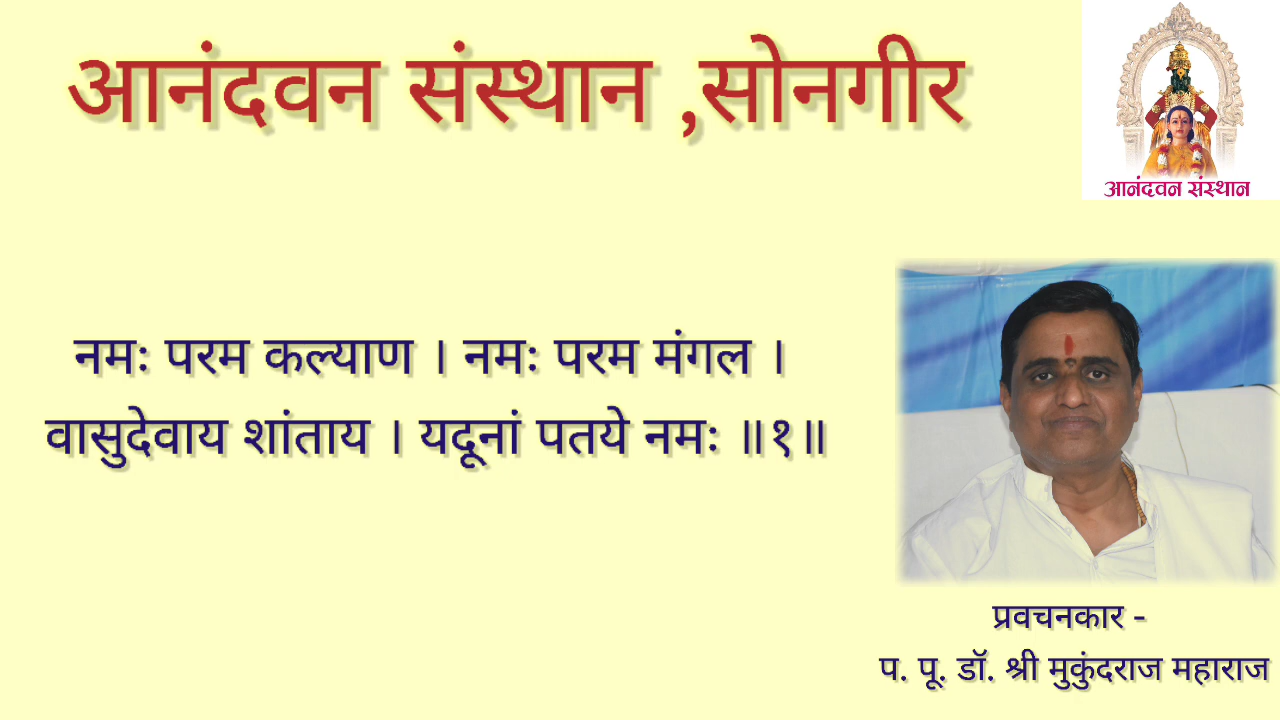 आनंदवन संस्थान ,सोनगीर
आनंदवन संस्थान
नमः परम कल्याण । नमः परम मंगल ।
वासुदेवाय शांताय । यदूनां पतये नमः ॥१॥
प्रवचनकार -
प. पू. डॉ. श्री मुकुंदराज महाराज